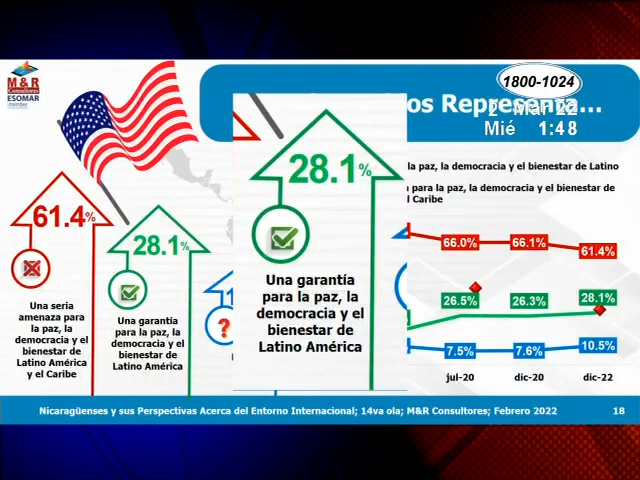 M&R
Consultores
ESOMAR
member
1800-1024
os Representa...
2 Mar 22
Mié 1:48
la paz, la democracia y el bienestar de Latino
para la paz, la democracia y el bienestar de
l Caribe
61.4%
Una seria
amenaza para
la paz, la
democracia y el
bienestar de
Latino América
y el Caribe
28.1%
Una garantía
para la paz, la
democracia y el
bienestar de
Latino América
?
28.1%
Una garantía
para la paz, la
democracia y el
bienestar de
Latino América
66.0% 66.1% 61.4%
26.5% 26.3% 28.1%
7.5% 7.6% 10.5%
jul-20 dic-20 dic-22
Nicaragüenses y sus Perspectivas Acerca del Entorno Internacional; 14va ola; M&R Consultores; Febrero 2022 18